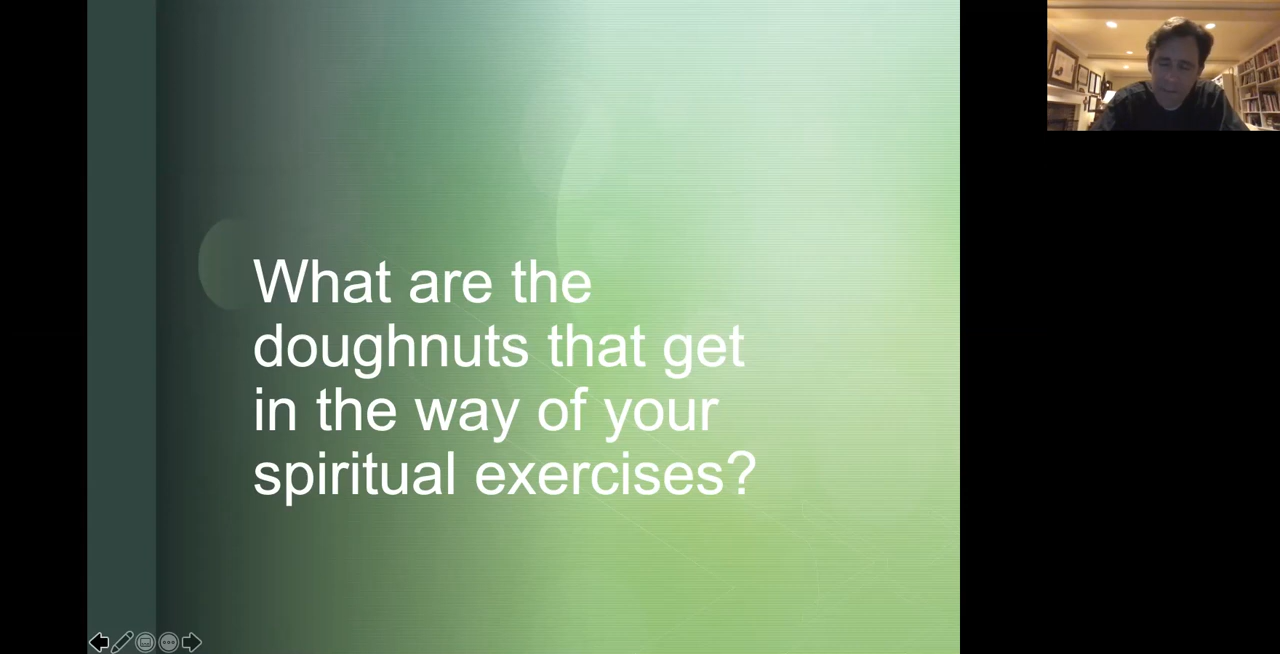 What are the
doughnuts that get
in the way of your
spiritual exercises?